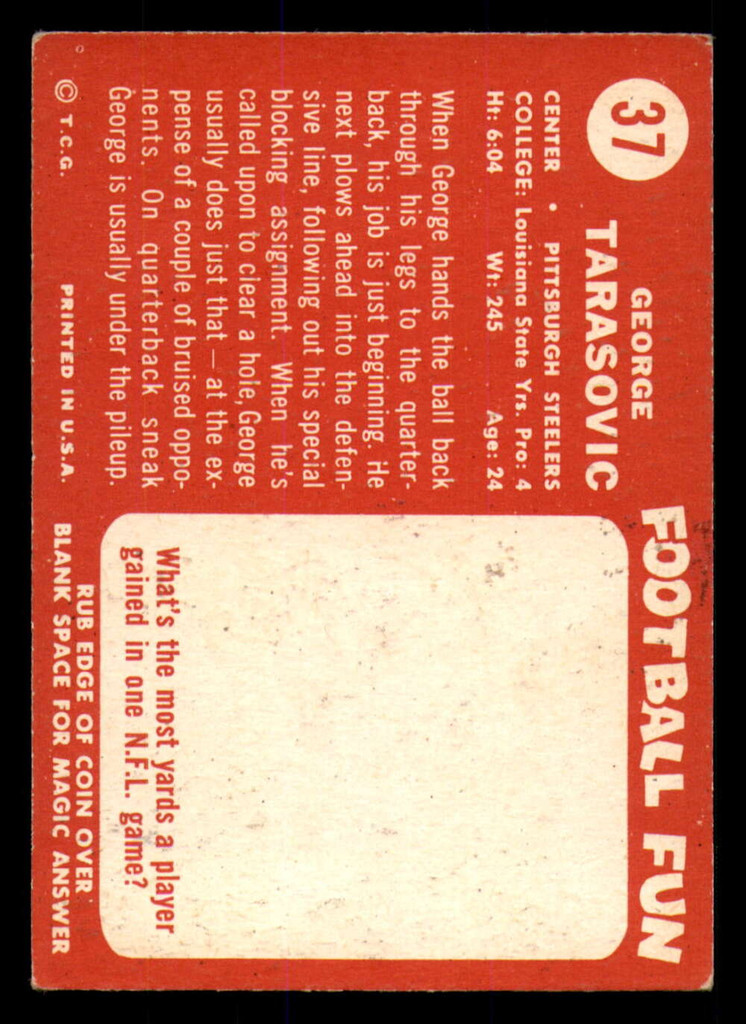 37
GEORGE
TARASOVIC
CENTER • PITTSBURGH STEELERS
COLLEGE: Louisiana State Yrs. Pro: 4
Ht: 6:04 Wt: 245 Age: 24
When George hands the ball back
through his legs to the quarter-
back, his job is just beginning. He
next plows ahead into the defen-
sive line, following out his special
blocking assignment. When he's
called upon to clear a hole, George
usually does just that — at the ex-
pense of a couple of bruised oppo-
nents. On quarterback sneak
George is usually under the pileup.
© T.C.G. PRINTED IN U.S.A.
FOOTBALL FUN
What's the most yards a player
gained in one N.F.L. game?
RUB EDGE OF COIN OVER
BLANK SPACE FOR MAGIC ANSWER